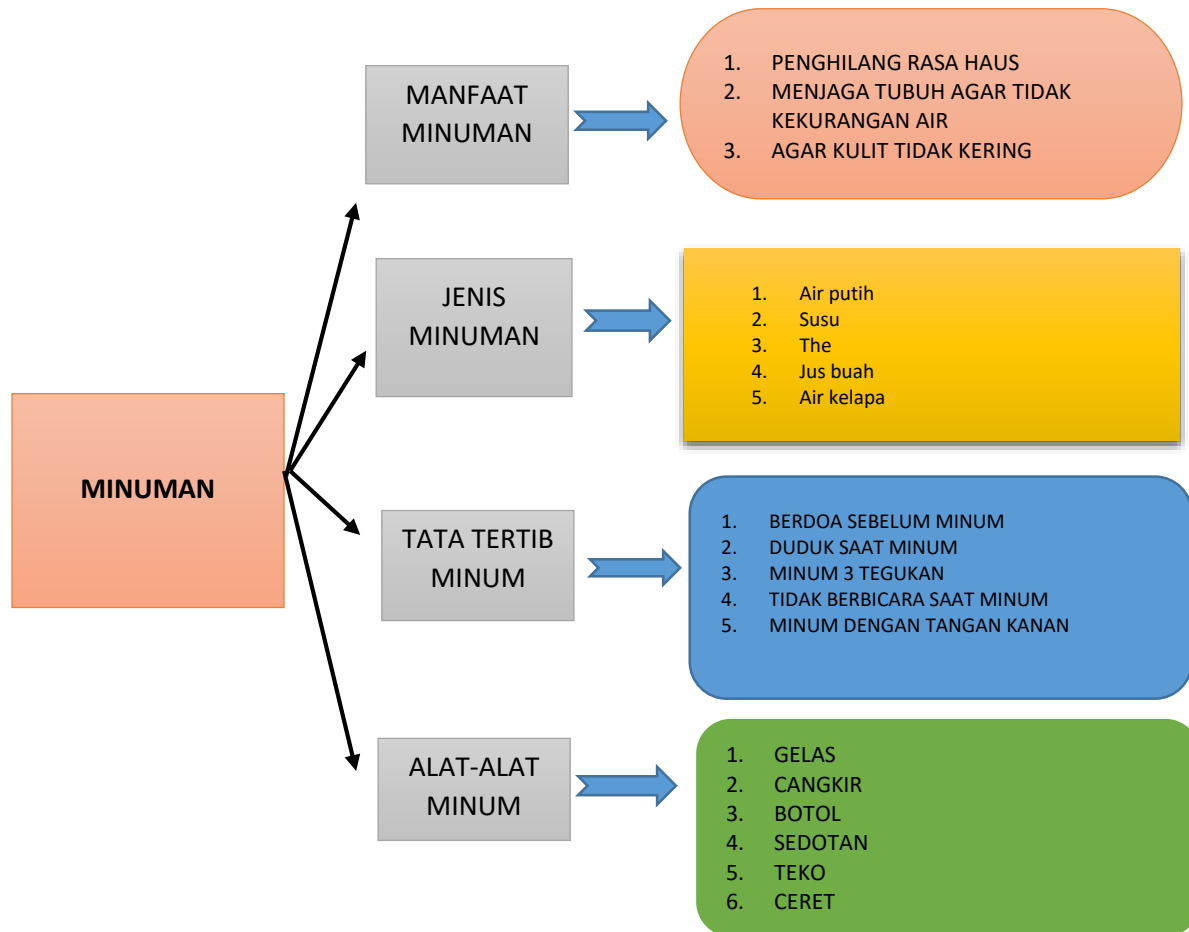 MANFAAT
MINUMAN
1. PENGHILANG RASA HAUS
2. MENJAGA TUBUH AGAR TIDAK
KEKURANGAN AIR
3. AGAR KULIT TIDAK KERING
JENIS
MINUMAN
1. Air putih
2. Susu
3. The
4. Jus buah
5. Air kelapa
MINUMAN
TATA TERTIB
MINUM
1. BERDOA SEBELUM MINUM
2. DUDUK SAAT MINUM
3. MINUM 3 TEGUKAN
4. TIDAK BERBICARA SAAT MINUM
5. MINUM DENGAN TANGAN KANAN
ALAT-ALAT
MINUM
1. GELAS
2. CANGKIR
3. BOTOL
4. SEDOTAN
5. TEKO
6. CERET